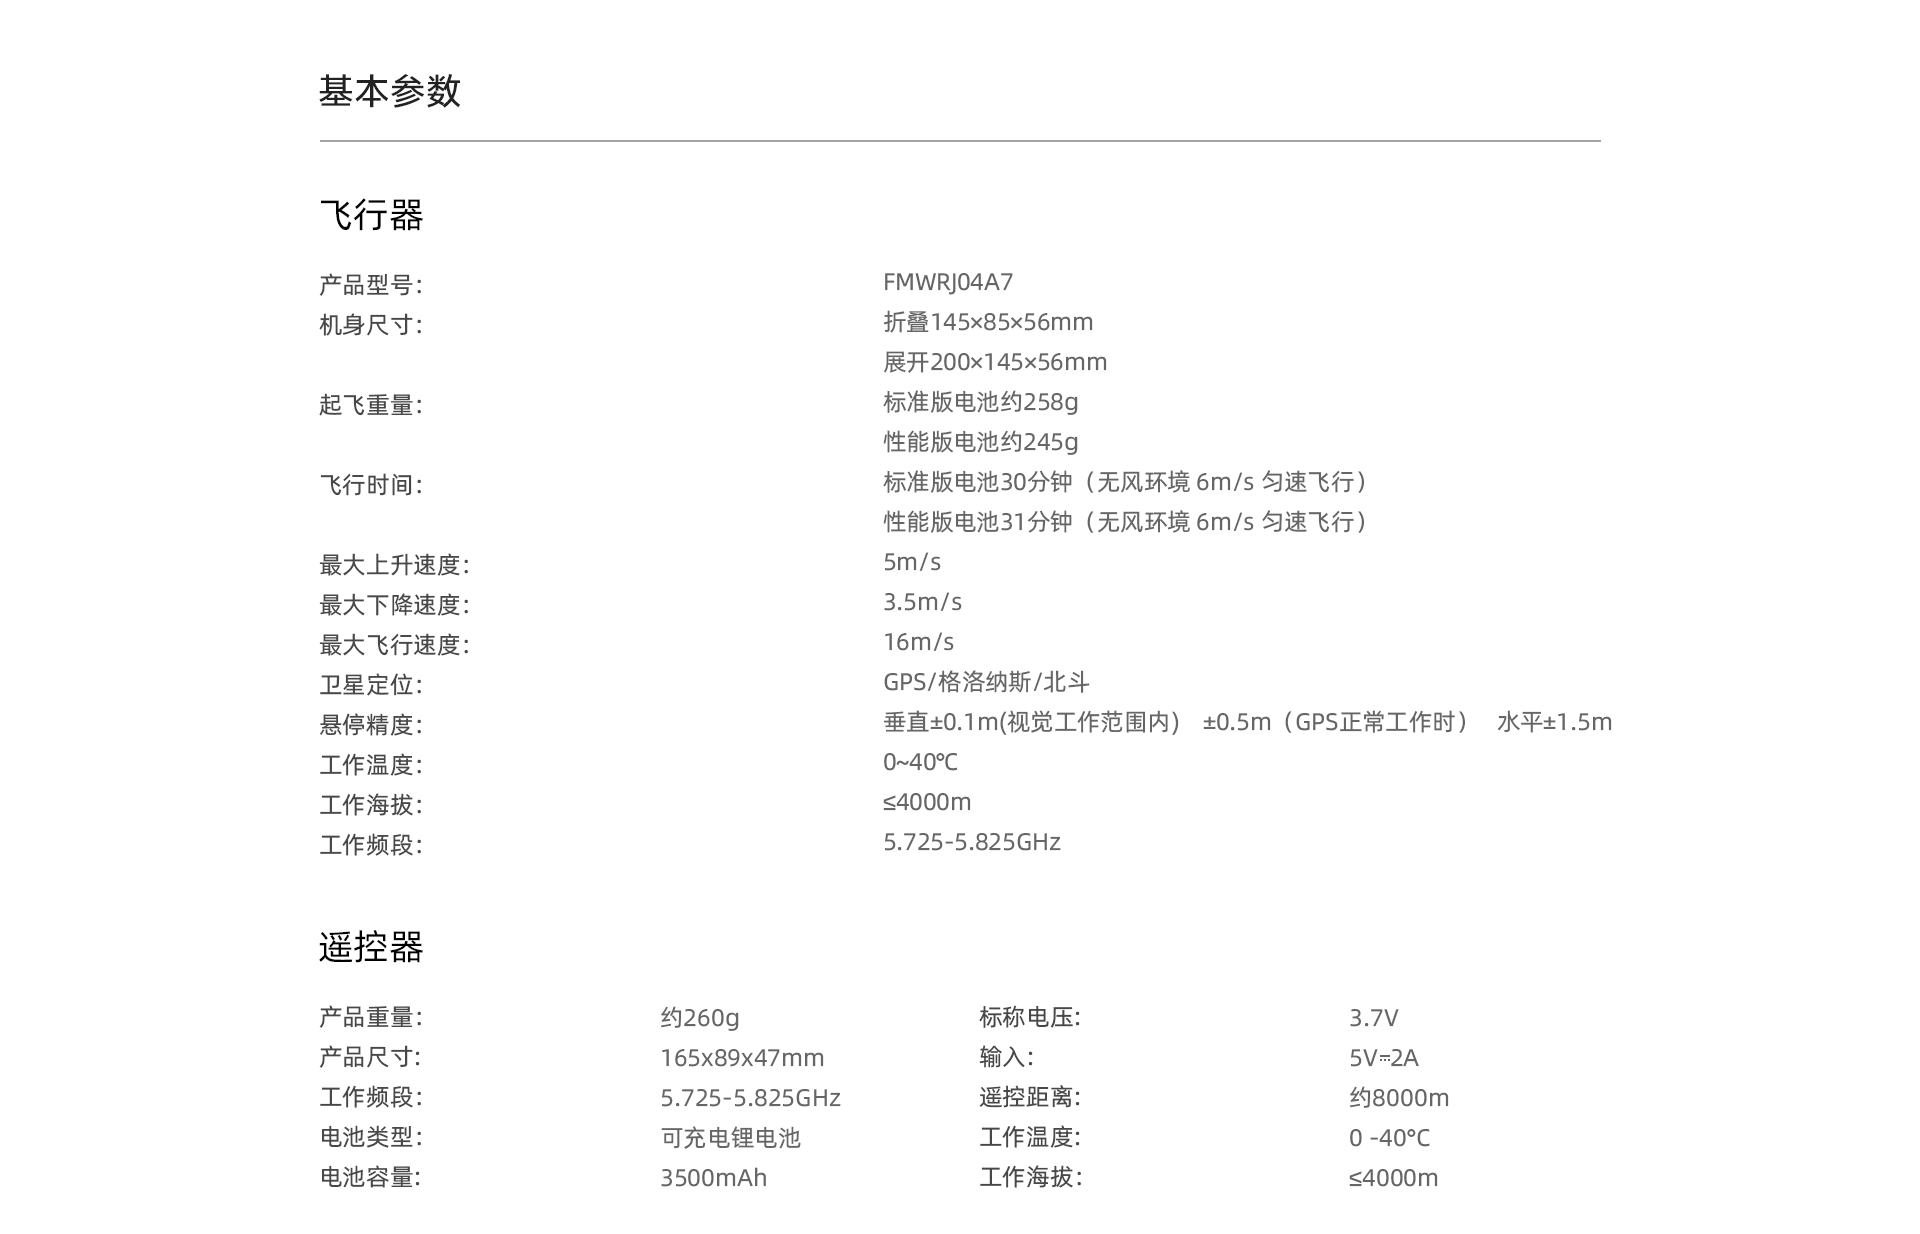 基本参数
飞行器
产品型号： FMWRJ04A7
机身尺寸： 折叠145×85×56mm
展开200×145×56mm
起飞重量： 标准版电池约258g
性能版电池约245g
飞行时间： 标准版电池30分钟（无风环境 6m/s 匀速飞行）
性能版电池31分钟（无风环境 6m/s 匀速飞行）
最大上升速度： 5m/s
最大下降速度： 3.5m/s
最大飞行速度： 16m/s
卫星定位： GPS/格洛纳斯/北斗
悬停精度： 垂直±0.1m(视觉工作范围内) ±0.5m（GPS正常工作时） 水平±1.5m
工作温度： 0~40℃
工作海拔： ≤4000m
工作频段： 5.725-5.825GHz
遥控器
产品重量： 约260g 标称电压: 3.7V
产品尺寸: 165x89x47mm 输入: 5V⎓2A
工作频段： 5.725-5.825GHz 遥控距离: 约8000m
电池类型： 可充电锂电池 工作温度: 0 -40℃
电池容量: 3500mAh 工作海拔： ≤4000m